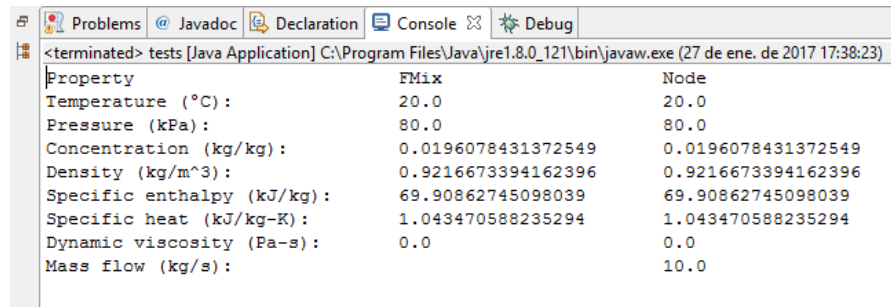 Problems @ Javadoc Declaration Console Debug
<terminated> tests [Java Application] C:\Program Files\Java\jre1.8.0_121\bin\javaw.exe (27 de ene. de 2017 17:38:23)
Property FMix Node
Temperature (°C): 20.0 20.0
Pressure (kPa): 80.0 80.0
Concentration (kg/kg): 0.0196078431372549 0.0196078431372549
Density (kg/m^3): 0.9216673394162396 0.9216673394162396
Specific enthalpy (kJ/kg): 69.90862745098039 69.90862745098039
Specific heat (kJ/kg-K): 1.043470588235294 1.043470588235294
Dynamic viscosity (Pa-s): 0.0 0.0
Mass flow (kg/s): 10.0